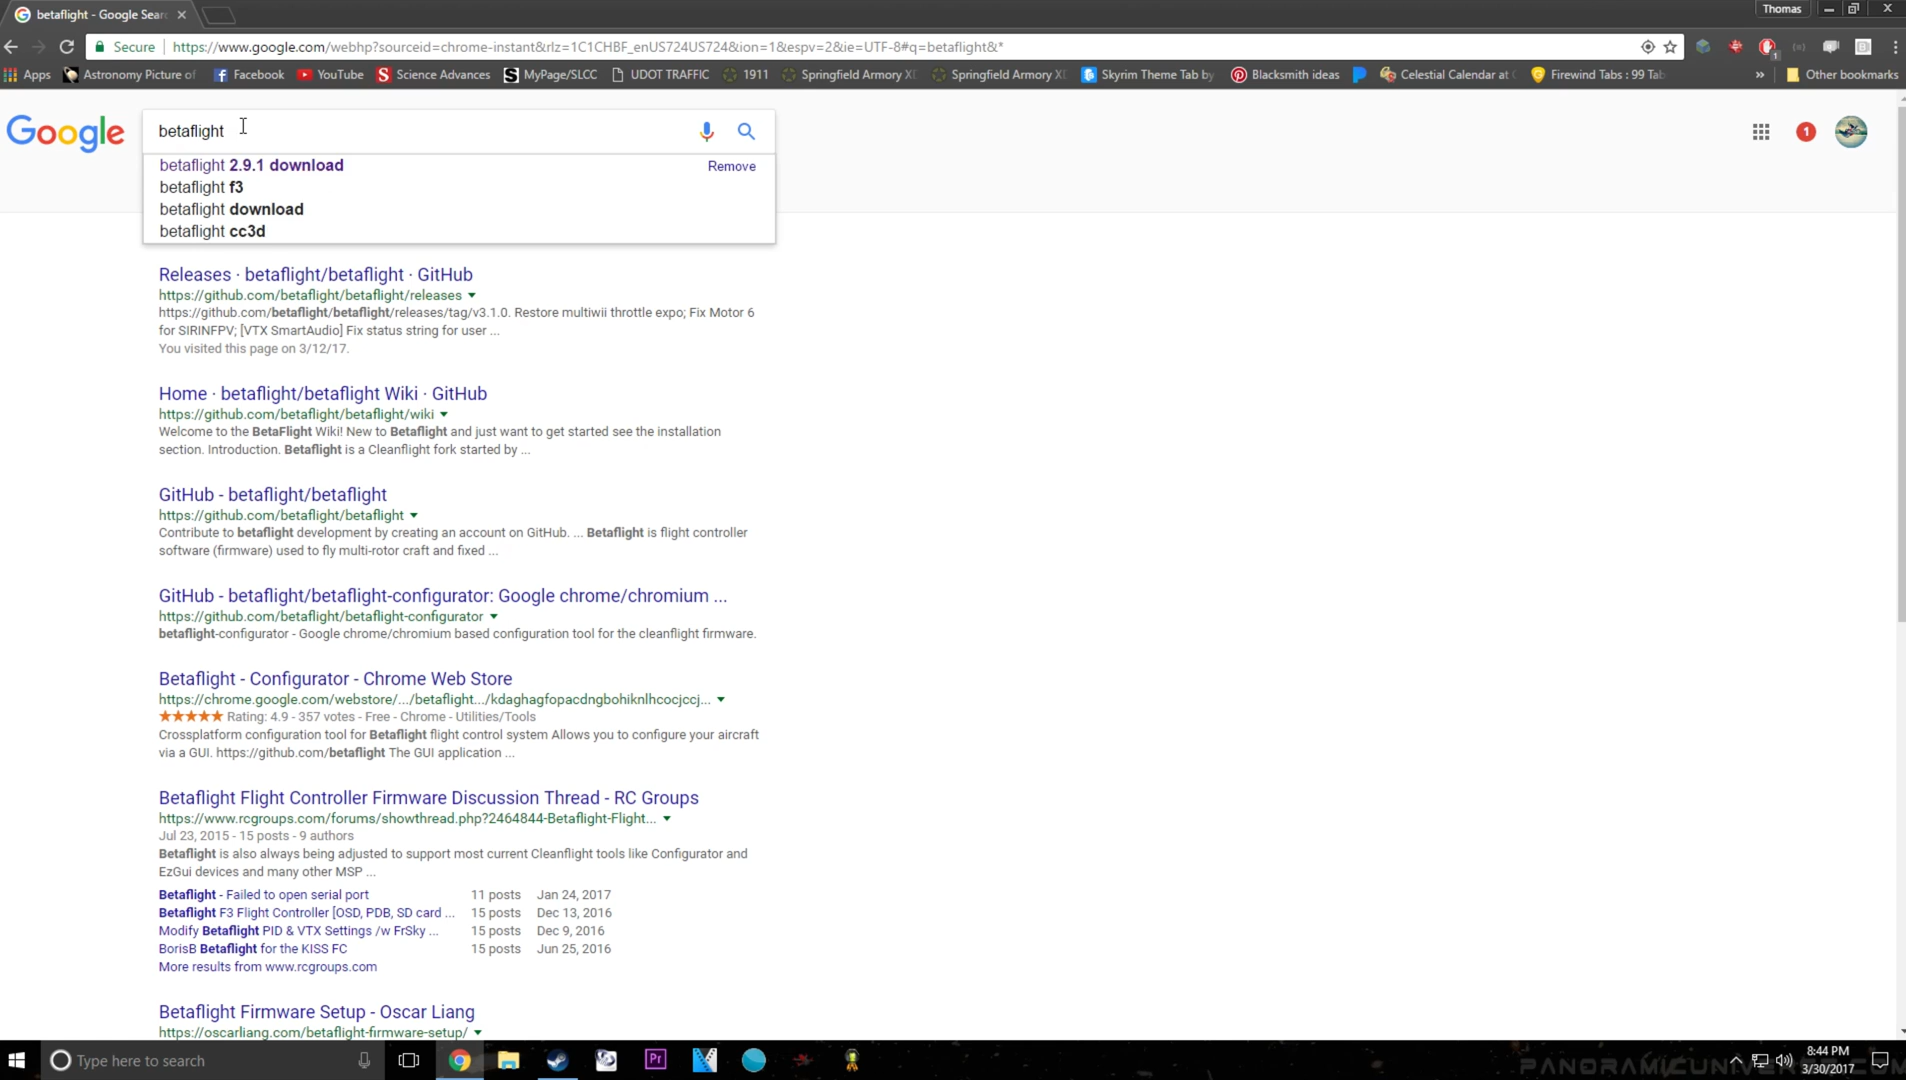 betaflight - Google Sear
Thomas
Secure
https://www.google.com/webhp?sourceid=chrome-instant&rlz=1C1CHBF_enUS724US724&ion=1&espv=2&ie=UTF-8#q=betaflight&*
1
Apps
Astronomy Picture of
Facebook
YouTube
Science Advances
MyPage/SLCC
UDOT TRAFFIC
1911
Springfield Armory XD
Springfield Armory XD
Skyrim Theme Tab by
Blacksmith ideas
Celestial Calendar at
Firewind Tabs : 99 Tab
»
Other bookmarks
Google
betaflight
1
betaflight 2.9.1 download
Remove
betaflight f3
betaflight download
betaflight cc3d
Releases · betaflight/betaflight · GitHub
https://github.com/betaflight/betaflight/releases
https://github.com/betaflight/betaflight/releases/tag/v3.1.0. Restore multiwii throttle expo; Fix Motor 6
for SIRINFPV; [VTX SmartAudio] Fix status string for user ...
You visited this page on 3/12/17.
Home · betaflight/betaflight Wiki · GitHub
https://github.com/betaflight/betaflight/wiki
Welcome to the BetaFlight Wiki! New to Betaflight and just want to get started see the installation
section. Introduction. Betaflight is a Cleanflight fork started by ...
GitHub - betaflight/betaflight
https://github.com/betaflight/betaflight
Contribute to betaflight development by creating an account on GitHub. ... Betaflight is flight controller
software (firmware) used to fly multi-rotor craft and fixed ...
GitHub - betaflight/betaflight-configurator: Google chrome/chromium ...
https://github.com/betaflight/betaflight-configurator
betaflight-configurator - Google chrome/chromium based configuration tool for the cleanflight firmware.
Betaflight - Configurator - Chrome Web Store
https://chrome.google.com/webstore/.../betaflight.../kdaghagfopacdngbohiknlhcocjccj...
Rating: 4.9 - 357 votes - Free - Chrome - Utilities/Tools
Crossplatform configuration tool for Betaflight flight control system Allows you to configure your aircraft
via a GUI. https://github.com/betaflight The GUI application ...
Betaflight Flight Controller Firmware Discussion Thread - RC Groups
https://www.rcgroups.com/forums/showthread.php?2464844-Betaflight-Flight...
Jul 23, 2015 - 15 posts - 9 authors
Betaflight is also always being adjusted to support most current Cleanflight tools like Configurator and
EzGui devices and many other MSP ...
Betaflight - Failed to open serial port 11 posts Jan 24, 2017
Betaflight F3 Flight Controller [OSD, PDB, SD card ... 15 posts Dec 13, 2016
Modify Betaflight PID & VTX Settings /w FrSky ... 15 posts Dec 9, 2016
BorisB Betaflight for the KISS FC 15 posts Jun 25, 2016
More results from www.rcgroups.com
Betaflight Firmware Setup - Oscar Liang
https://oscarliang.com/betaflight-firmware-setup/
Type here to search
Pr
8:44 PM
3/30/2017